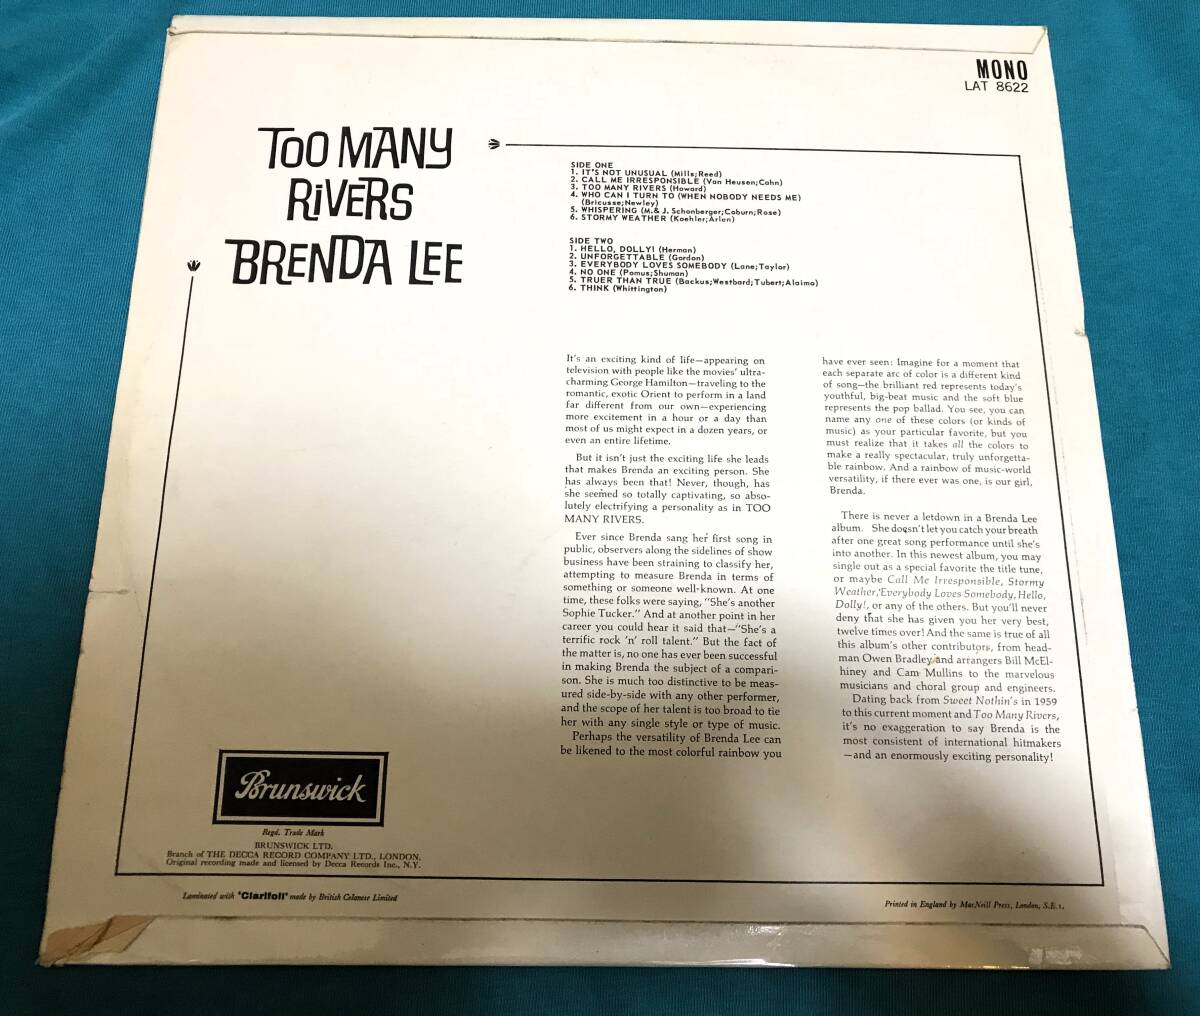 MONO
LAT 8622
TOO MANY
RiVERS
BRENDA LEE
SIDE ONE
1. IT'S NOT UNUSUAL (Mills;Reed)
2. CALL ME IRRESPONSIBLE (Van Heusen;Cahn)
3. TOO MANY RIVERS (Howard)
4. WHO CAN I TURN TO (WHEN NOBODY NEEDS ME)
(Bricusse;Newley)
5. WHISPERING (M.& J. Schonberger;Coburn;Rose)
6. STORMY WEATHER (Koehler;Arlen)
SIDE TWO
1. HELLO, DOLLY! (Herman)
2. UNFORGETTABLE (Gordon)
3. EVERYBODY LOVES SOMEBODY (Lane;Taylor)
4. NO ONE (Pomus;Shuman)
5. TRUER THAN TRUE (Backus;Westbard;Tubert;Alaimo)
6. THINK (Whittington)
It's an exciting kind of life—appearing on
television with people like the movies' ultra-
charming George Hamilton—traveling to the
romantic, exotic Orient to perform in a land
far different from our own—experiencing
more excitement in a hour or a day than
most of us might expect in a dozen years, or
even an entire lifetime.
But it isn't just the exciting life she leads
that makes Brenda an exciting person. She
has always been that! Never, though, has
she seemed so totally captivating, so abso-
lutely electrifying a personality as in TOO
MANY RIVERS.
Ever since Brenda sang her first song in
public, observers along the sidelines of show
business have been straining to classify her,
attempting to measure Brenda in terms of
something or someone well-known. At one
time, these folks were saying, "She's another
Sophie Tucker." And at another point in her
career you could hear it said that—"She's a
terrific rock 'n' roll talent." But the fact of
the matter is, no one has ever been successful
in making Brenda the subject of a compari-
son. She is much too distinctive to be meas-
ured side-by-side with any other performer,
and the scope of her talent is too broad to tie
her with any single style or type of music.
Perhaps the versatility of Brenda Lee can
be likened to the most colorful rainbow you
have ever seen: Imagine for a moment that
each separate arc of color is a different kind
of song—the brilliant red represents today's
youthful, big-beat music and the soft blue
represents the pop ballad. You see, you can
name any one of these colors (or kinds of
music) as your particular favorite, but you
must realize that it takes all the colors to
make a really spectacular, truly unforgetta-
ble rainbow. And a rainbow of music-world
versatility, if there ever was one, is our girl,
Brenda.
There is never a letdown in a Brenda Lee
album. She doesn't let you catch your breath
after one great song performance until she's
into another. In this newest album, you may
single out as a special favorite the title tune,
or maybe Call Me Irresponsible, Stormy
Weather, Everybody Loves Somebody, Hello,
Dolly!, or any of the others. But you'll never
deny that she has given you her very best,
twelve times over! And the same is true of all
this album's other contributors, from head-
man Owen Bradley and arrangers Bill McEl-
hiney and Cam Mullins to the marvelous
musicians and choral group and engineers.
Dating back from Sweet Nothin's in 1959
to this current moment and Too Many Rivers,
it's no exaggeration to say Brenda is the
most consistent of international hitmakers
—and an enormously exciting personality!
Brunswick
Regd. Trade Mark
BRUNSWICK LTD.
Branch of THE DECCA RECORD COMPANY LTD., LONDON.
Original recording made and licensed by Decca Records Inc., N.Y.
Laminated with 'Clarifoil' made by British Celanese Limited
Printed in England by MacNeill Press, London, S.E.1.